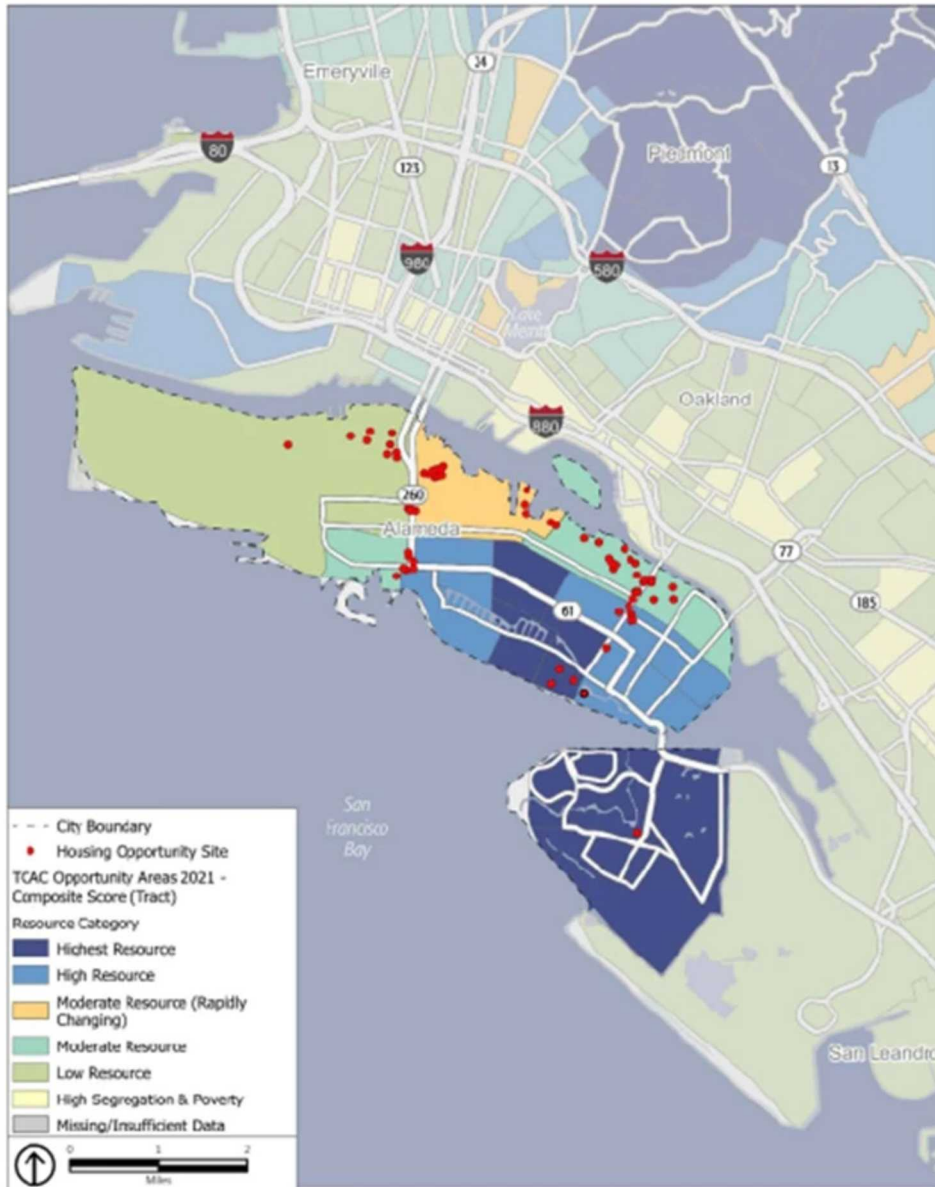 Emeryville
24
Piedmont
80
123
13
980
580
Lake
Merritt
Oakland
880
260
Alameda
77
61
185
San
Francisco
Bay
San Leandro
City Boundary
Housing Opportunity Site
TCAC Opportunity Areas 2021 -
Composite Score (Tract)
Resource Category
Highest Resource
High Resource
Moderate Resource (Rapidly
Changing)
Moderate Resource
Low Resource
High Segregation & Poverty
Missing/Insufficient Data
0 1 2
Miles